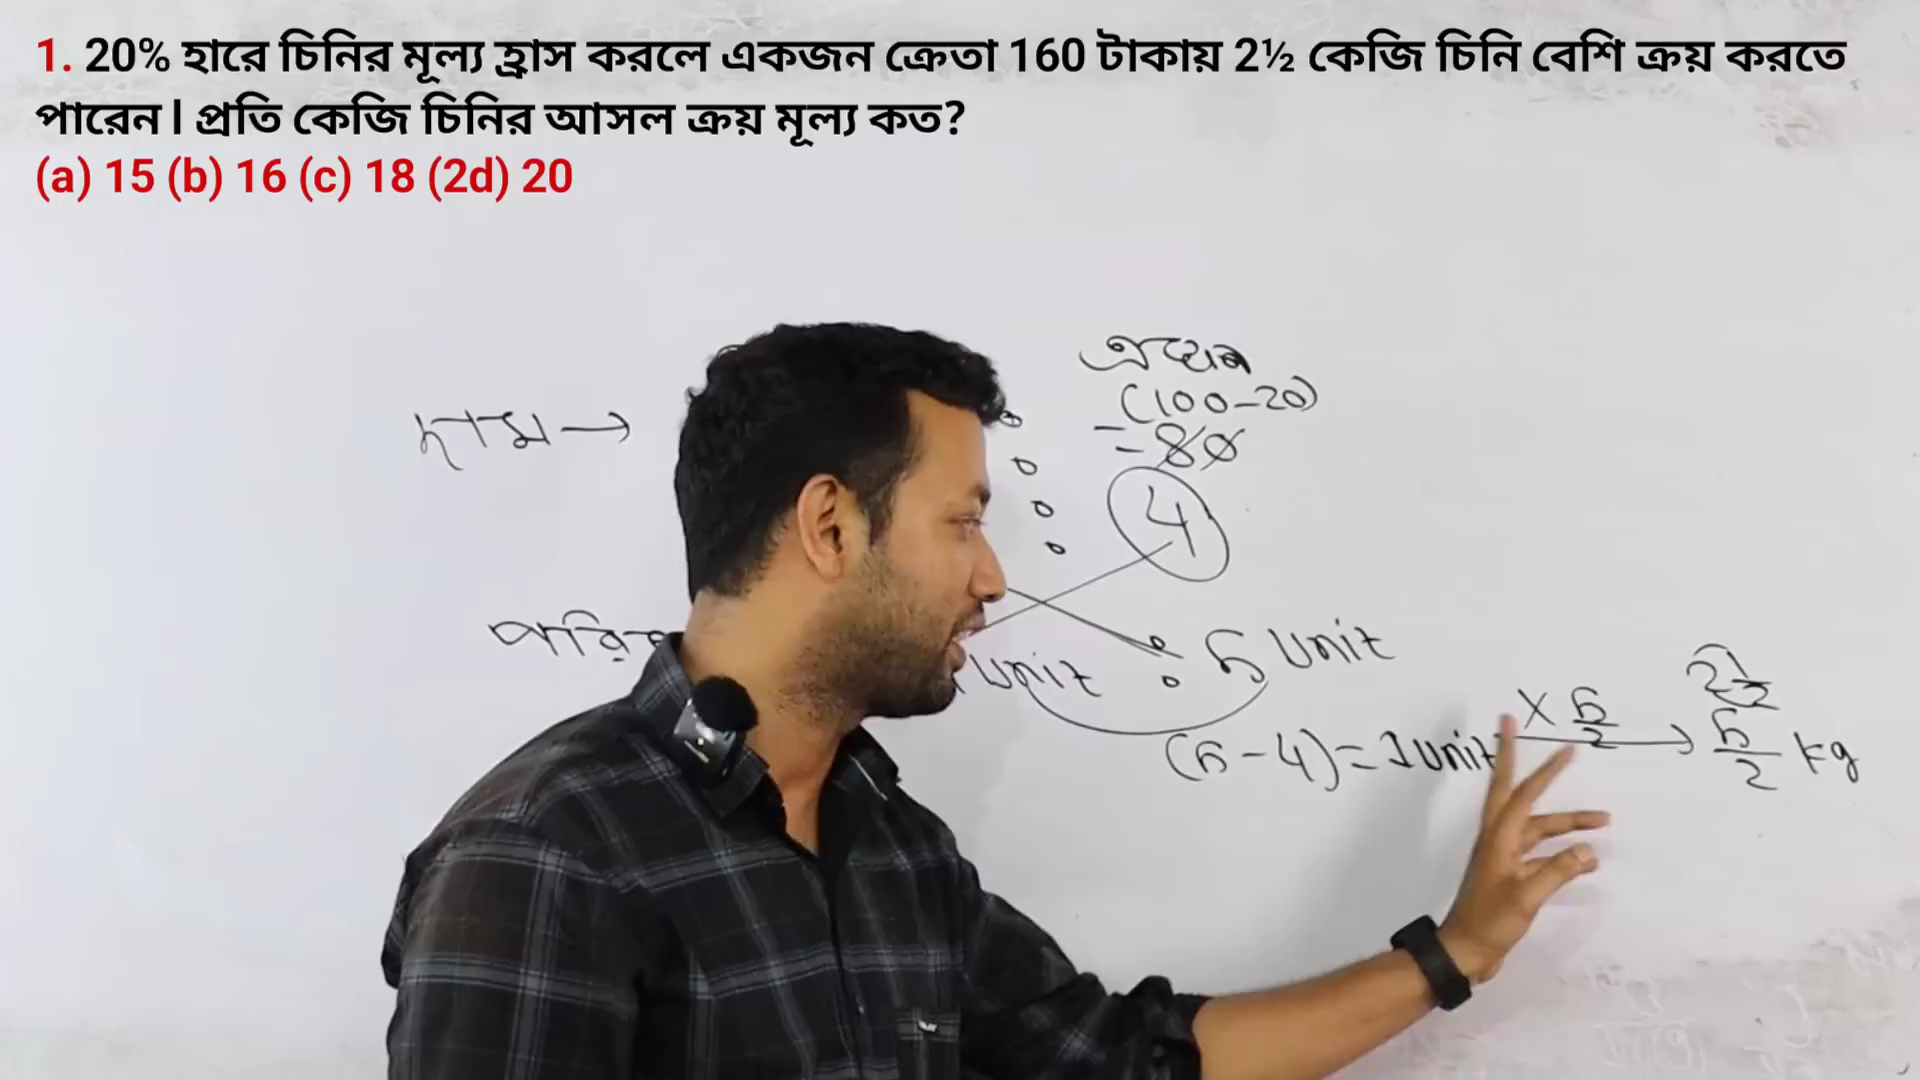 1. 20% হারে চিনির মূল্য হ্রাস করলে একজন ক্রেতা 160 টাকায় 2½ কেজি চিনি বেশি ক্রয় করতে
পারেন। প্রতি কেজি চিনির আসল ক্রয় মূল্য কত?
(a) 15 (b) 16 (c) 18 (2d) 20
(100-20)
দাম →
= 80
4
unit : 5 unit
× 5/2
2½
(5-4) = 1 unit → 5/2 kg